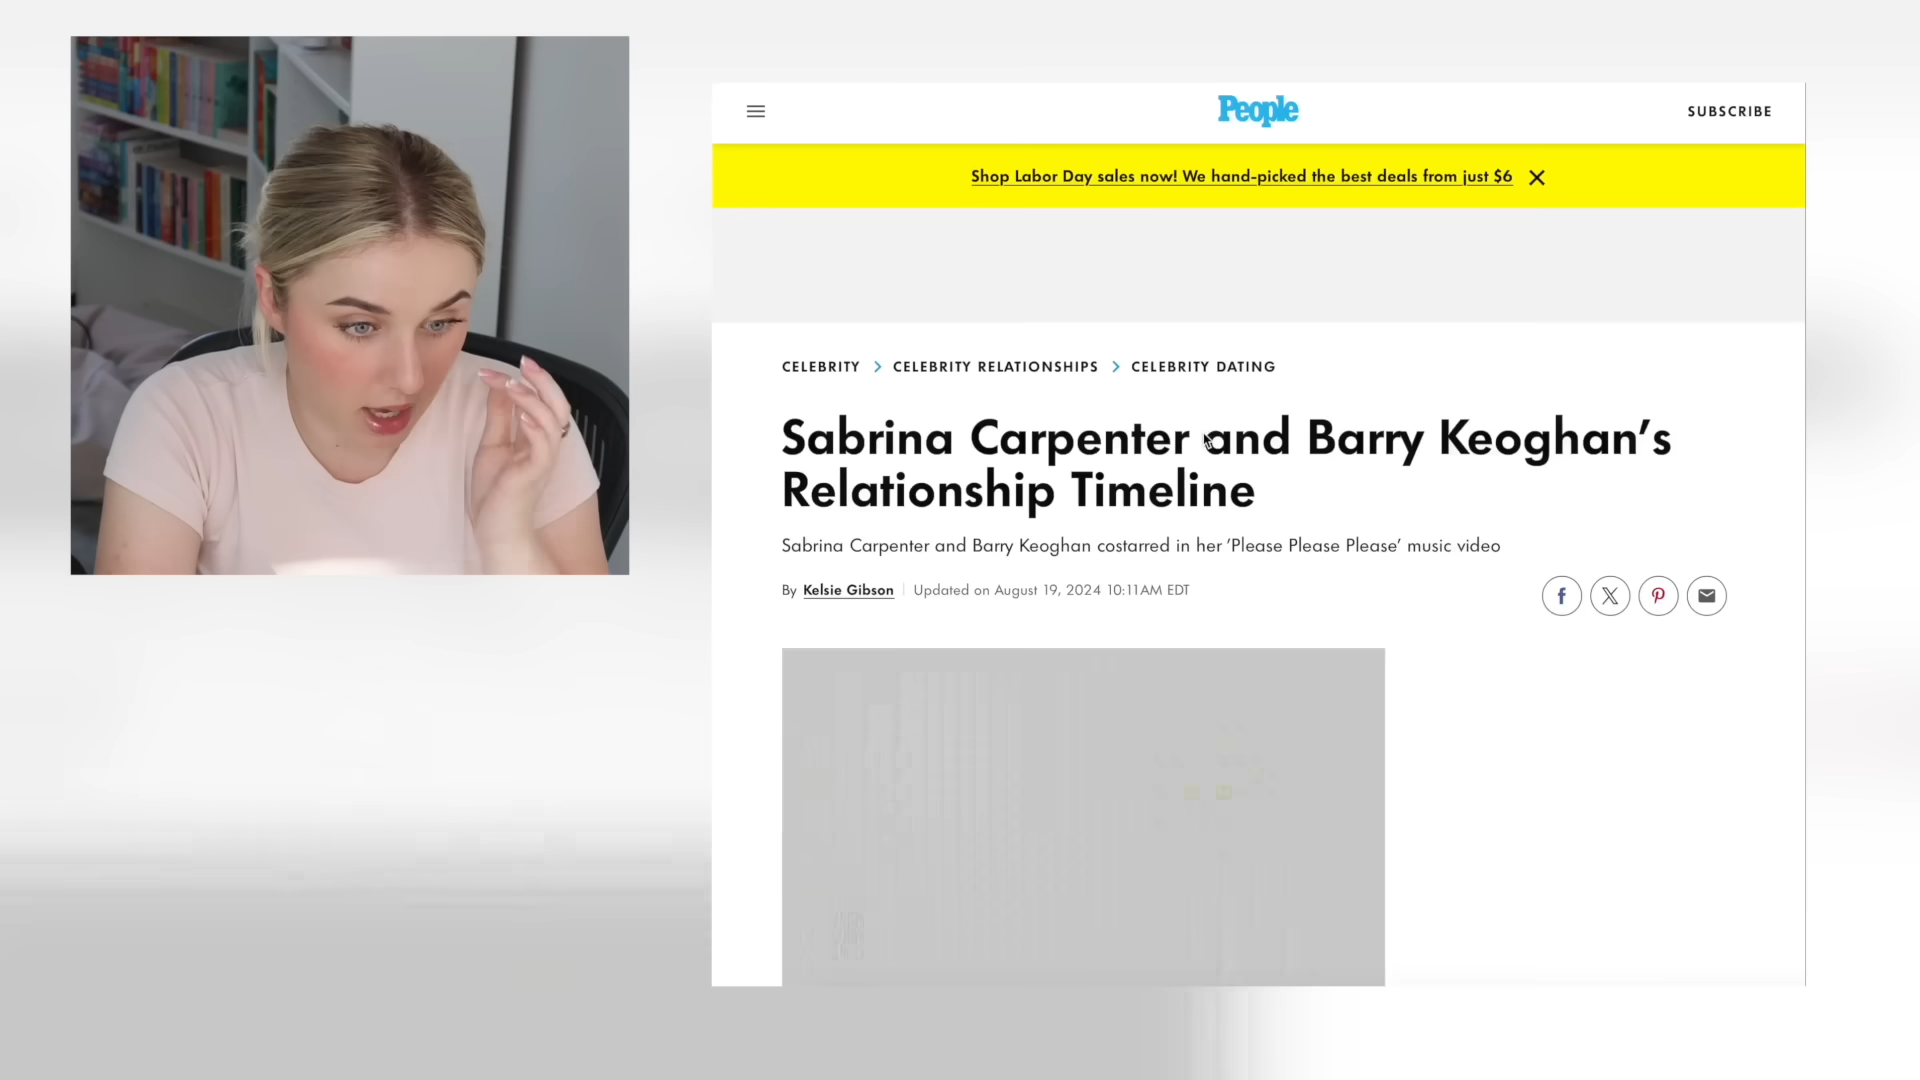 People
SUBSCRIBE
Shop Labor Day sales now! We hand-picked the best deals from just $6
CELEBRITY > CELEBRITY RELATIONSHIPS > CELEBRITY DATING
Sabrina Carpenter and Barry Keoghan’s
Relationship Timeline
Sabrina Carpenter and Barry Keoghan costarred in her ‘Please Please Please’ music video
By Kelsie Gibson | Updated on August 19, 2024 10:11AM EDT